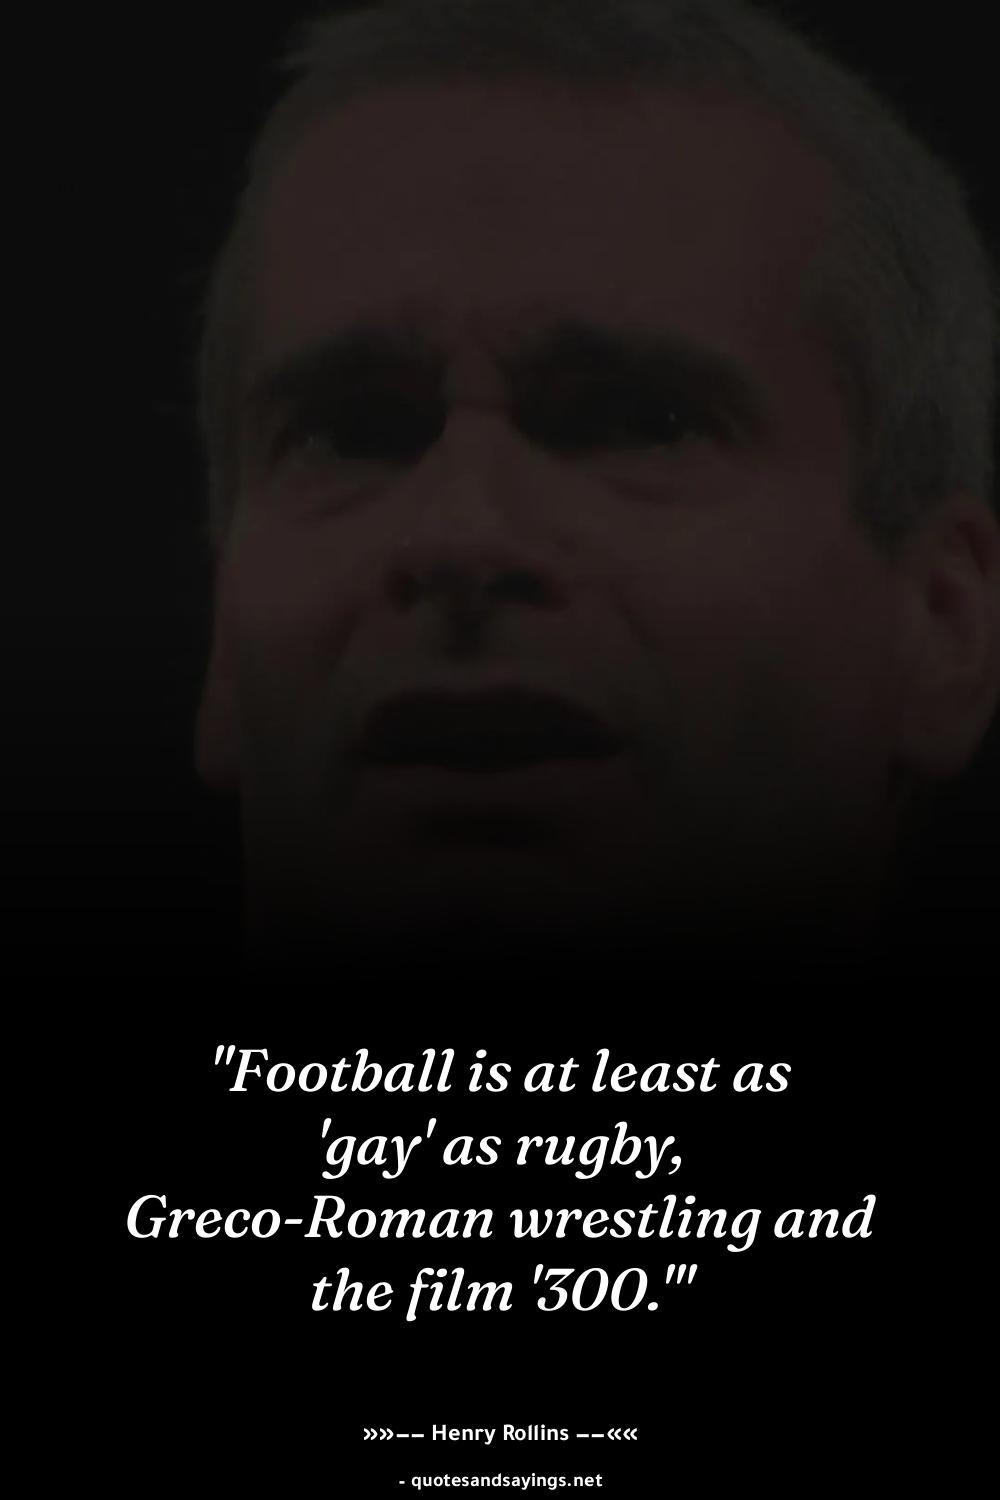 "Football is at least as
'gay' as rugby,
Greco-Roman wrestling and
the film '300.'"
»»—— Henry Rollins ——««
- quotesandsayings.net